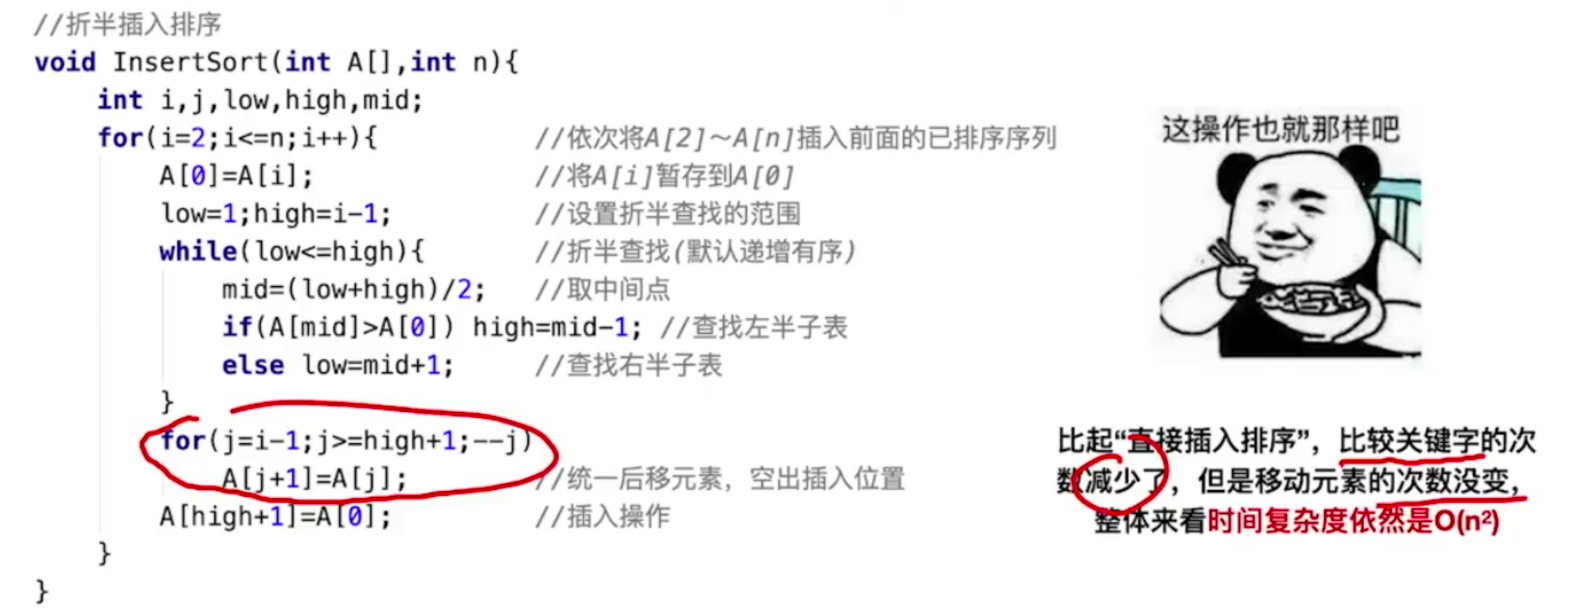 //折半插入排序
void InsertSort(int A[],int n){
    int i,j,low,high,mid;
    for(i=2;i<=n;i++){          //依次将A[2]～A[n]插入前面的已排序序列
        A[0]=A[i];              //将A[i]暂存到A[0]
        low=1;high=i-1;         //设置折半查找的范围
        while(low<=high){       //折半查找(默认递增有序)
            mid=(low+high)/2;   //取中间点
            if(A[mid]>A[0]) high=mid-1; //查找左半子表
            else low=mid+1;     //查找右半子表
        }
        for(j=i-1;j>=high+1;--j)
            A[j+1]=A[j];        //统一后移元素，空出插入位置
        A[high+1]=A[0];         //插入操作
    }
}
这操作也就那样吧
比起“直接插入排序”，比较关键字的次
数减少了，但是移动元素的次数没变，
整体来看时间复杂度依然是O(n²)